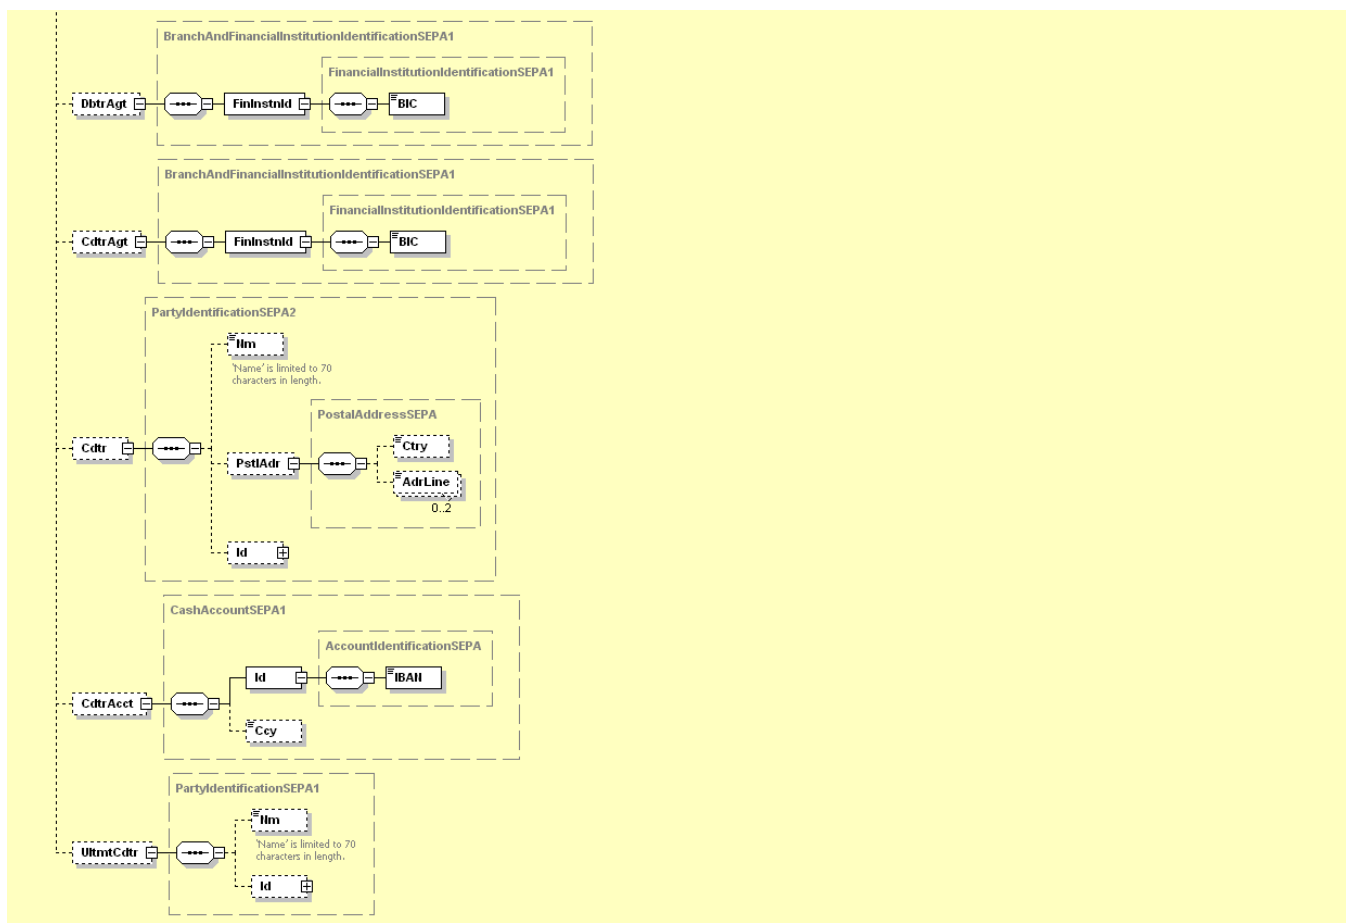 BranchAndFinancialInstitutionIdentificationSEPA1
FinancialInstitutionIdentificationSEPA1
DbtrAgt
FinInstnId
BIC
BranchAndFinancialInstitutionIdentificationSEPA1
FinancialInstitutionIdentificationSEPA1
CdtrAgt
FinInstnId
BIC
PartyIdentificationSEPA2
Nm
'Name' is limited to 70
characters in length.
PostalAddressSEPA
Ctry
Cdtr
PstlAdr
AdrLine
0..2
Id
CashAccountSEPA1
AccountIdentificationSEPA
Id
IBAN
CdtrAcct
Ccy
PartyIdentificationSEPA1
Nm
'Name' is limited to 70
characters in length.
UltmtCdtr
Id